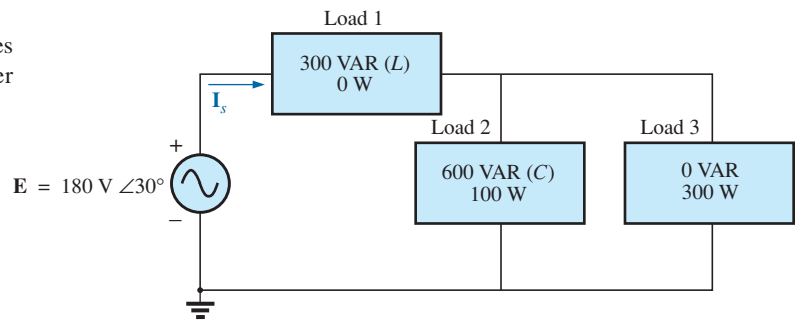 es
er
Load 1
300 VAR (L)
0 W
I_s
Load 2
600 VAR (C)
100 W
Load 3
0 VAR
300 W
+
E = 180 V ∠30°
–